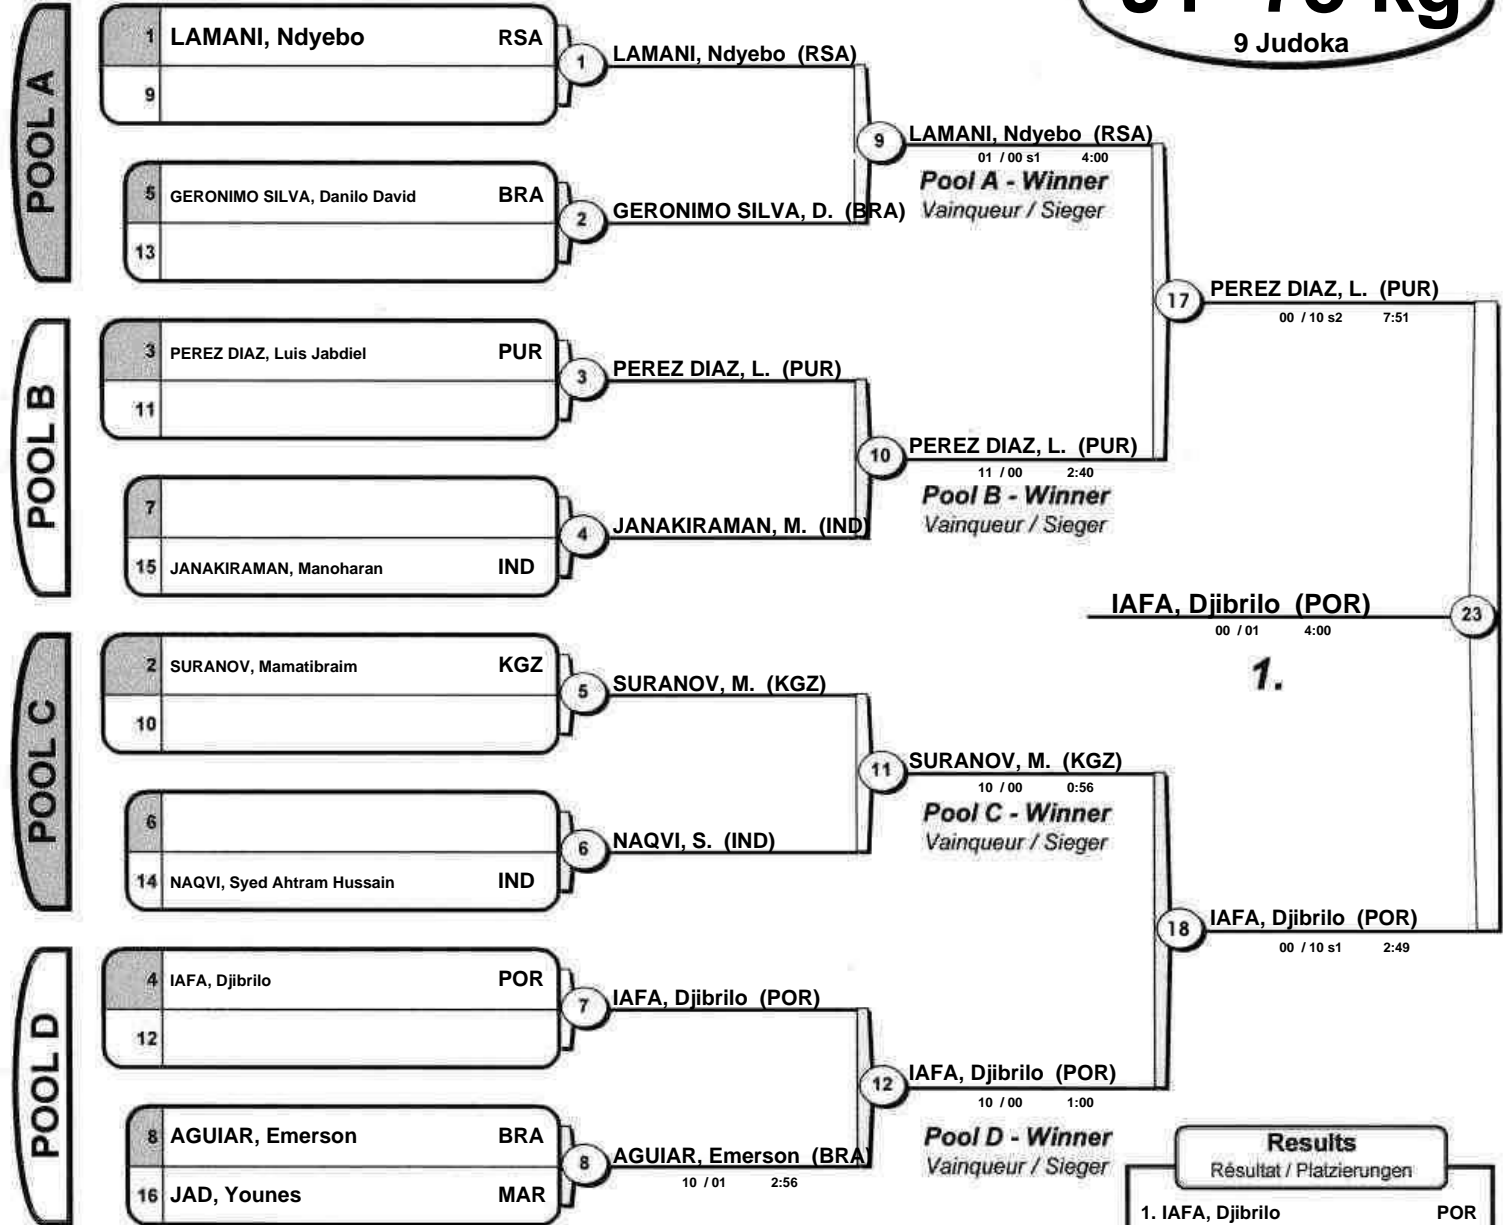 9 Judoka
POOL A
1 LAMANI, Ndyebo RSA
9
1
LAMANI, Ndyebo (RSA)
5 GERONIMO SILVA, Danilo David BRA
13
2
GERONIMO SILVA, D. (BRA)
9
LAMANI, Ndyebo (RSA)
01 / 00 s1 4:00
Pool A - Winner
Vainqueur / Sieger
POOL B
3 PEREZ DIAZ, Luis Jabdiel PUR
11
3
PEREZ DIAZ, L. (PUR)
7
15 JANAKIRAMAN, Manoharan IND
4
JANAKIRAMAN, M. (IND)
10
PEREZ DIAZ, L. (PUR)
11 / 00 2:40
Pool B - Winner
Vainqueur / Sieger
17
PEREZ DIAZ, L. (PUR)
00 / 10 s2 7:51
IAFA, Djibrilo (POR)
00 / 01 4:00
1.
23
POOL C
2 SURANOV, Mamatibraim KGZ
10
5
SURANOV, M. (KGZ)
6
14 NAQVI, Syed Ahtram Hussain IND
6
NAQVI, S. (IND)
11
SURANOV, M. (KGZ)
10 / 00 0:56
Pool C - Winner
Vainqueur / Sieger
POOL D
4 IAFA, Djibrilo POR
12
7
IAFA, Djibrilo (POR)
8 AGUIAR, Emerson BRA
16 JAD, Younes MAR
8
AGUIAR, Emerson (BRA)
10 / 01 2:56
12
IAFA, Djibrilo (POR)
10 / 00 1:00
Pool D - Winner
Vainqueur / Sieger
18
IAFA, Djibrilo (POR)
00 / 10 s1 2:49
Results
Résultat / Platzierungen
1. IAFA, Djibrilo POR